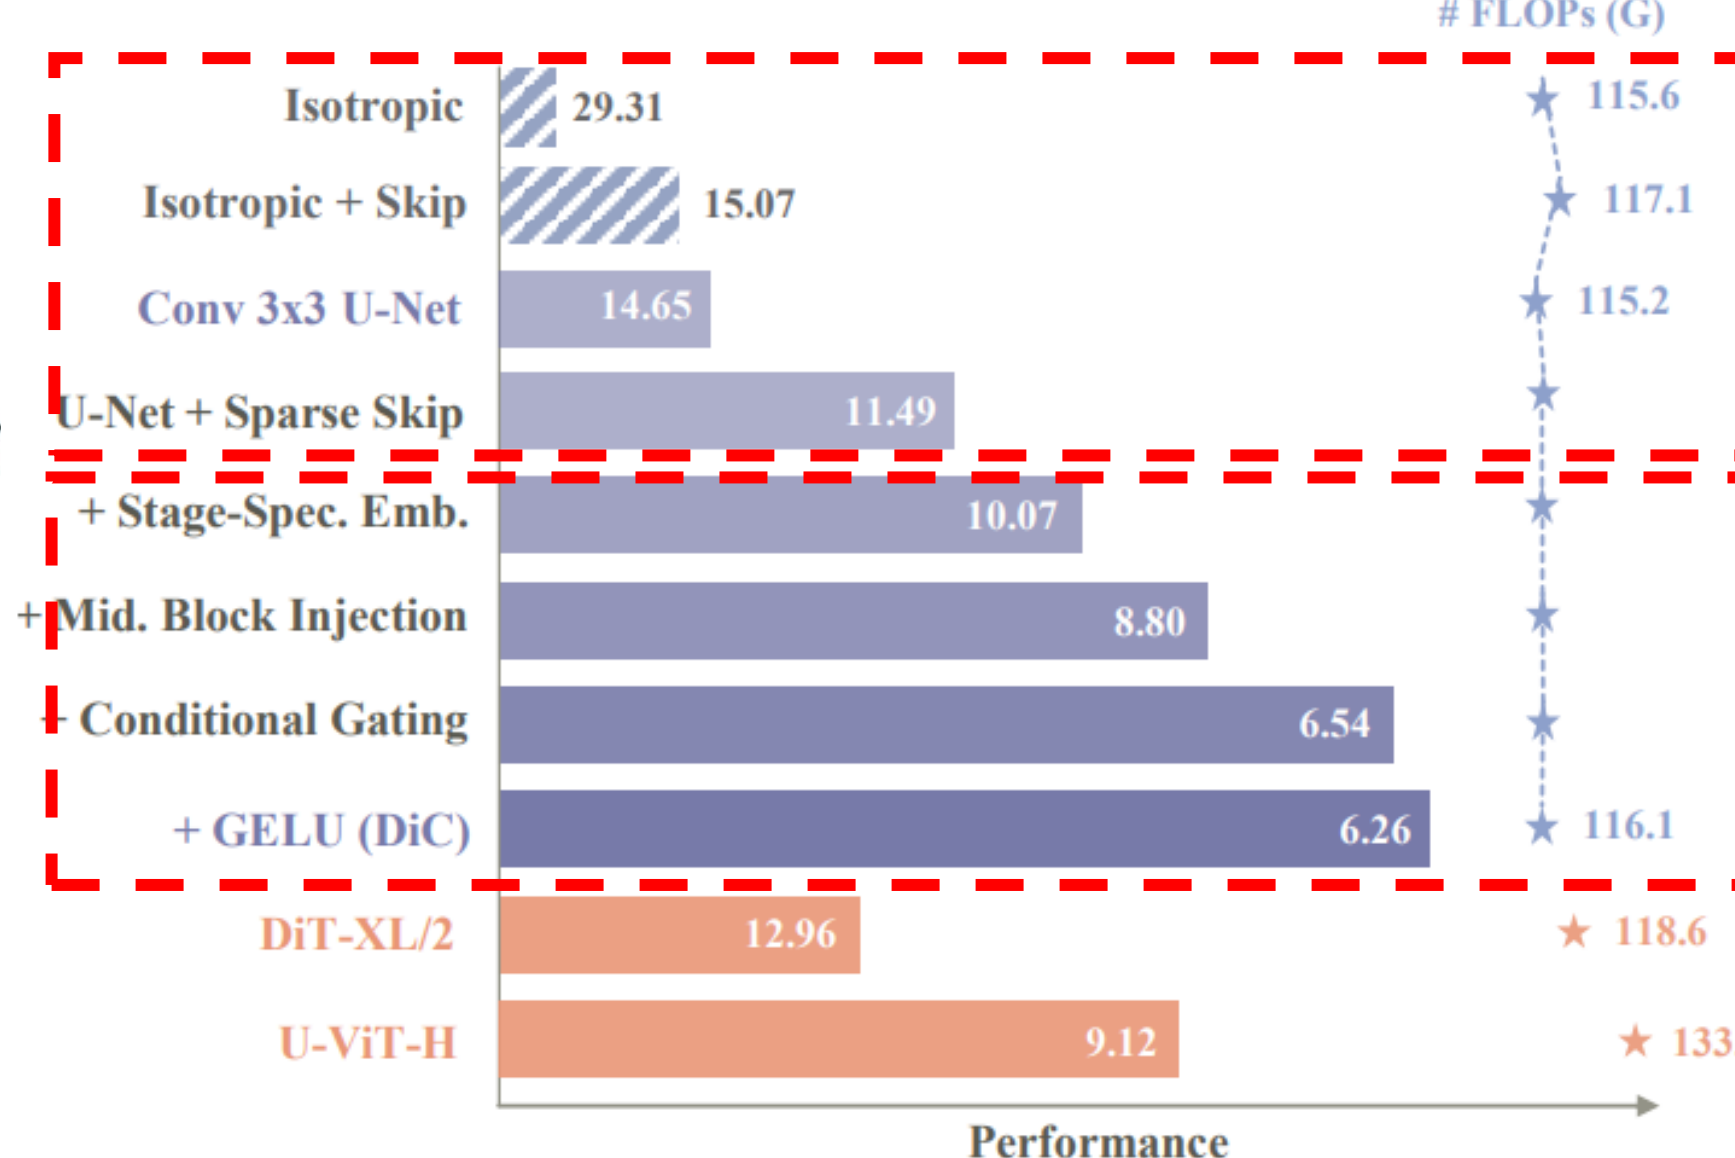 # FLOPs (G)
Isotropic 29.31 115.6
Isotropic + Skip 15.07 117.1
Conv 3x3 U-Net 14.65 115.2
U-Net + Sparse Skip 11.49
+ Stage-Spec. Emb. 10.07
+ Mid. Block Injection 8.80
+ Conditional Gating 6.54
+ GELU (DiC) 6.26 116.1
DiT-XL/2 12.96 118.6
U-ViT-H 9.12 133
Performance